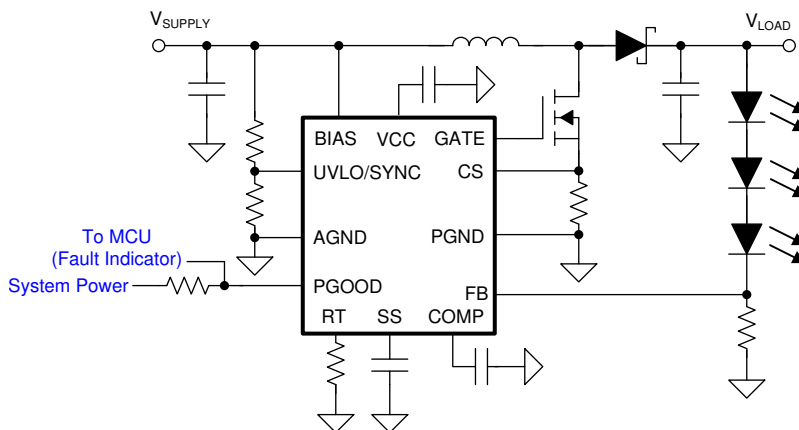 VSUPPLY
VLOAD
BIAS
VCC
GATE
UVLO/SYNC
CS
To MCU
(Fault Indicator)
AGND
PGND
System Power
PGOOD
FB
RT
SS
COMP